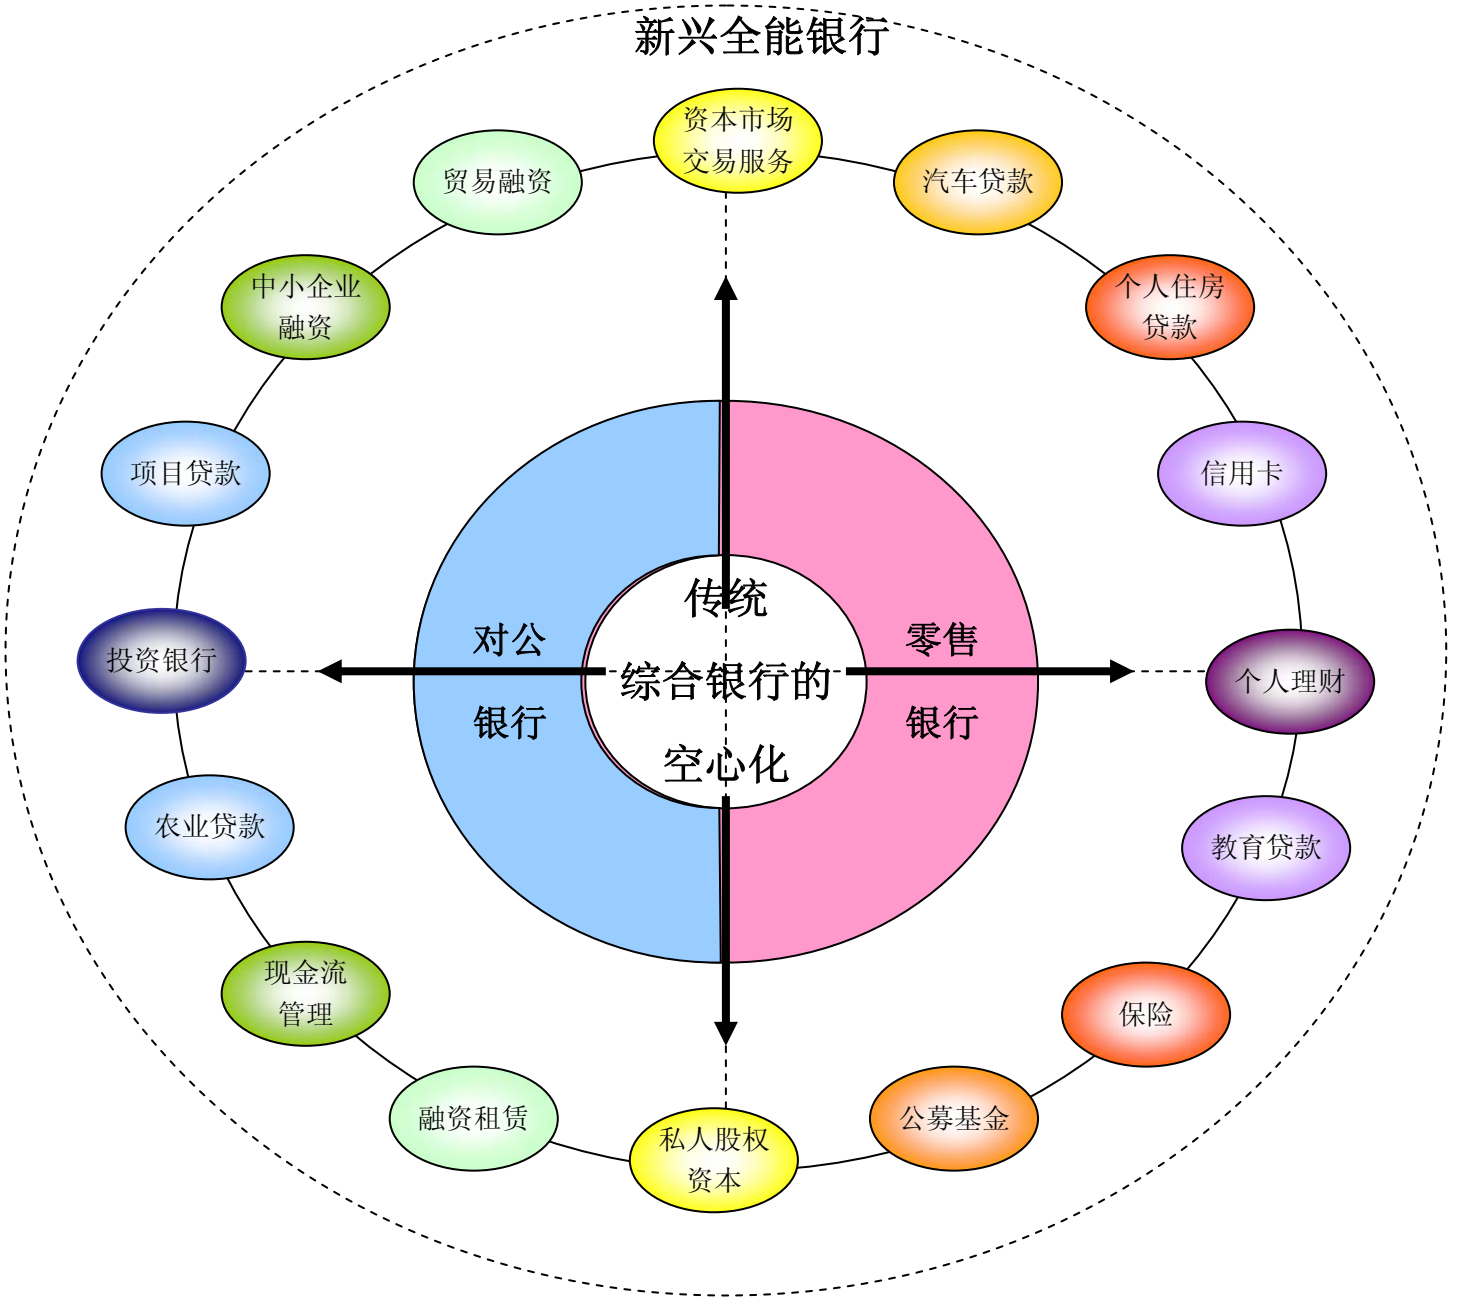 新兴全能银行
资本市场
交易服务
贸易融资
汽车贷款
中小企业
融资
个人住房
贷款
项目贷款
信用卡
传统
对公
零售
投资银行
综合银行的
个人理财
银行
银行
空心化
农业贷款
教育贷款
现金流
管理
保险
融资租赁
公募基金
私人股权
资本